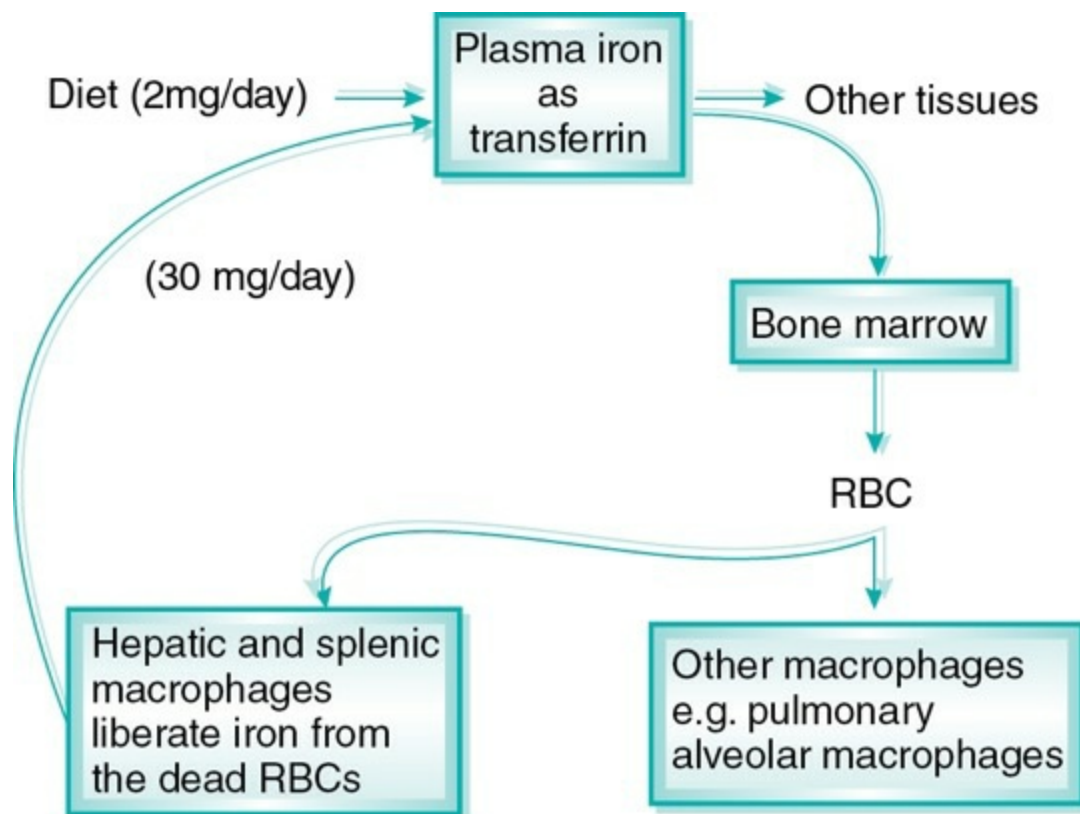 Plasma iron
as
transferrin
Diet (2mg/day)
Other tissues
(30 mg/day)
Bone marrow
RBC
Hepatic and splenic
macrophages
liberate iron from
the dead RBCs
Other macrophages
e.g. pulmonary
alveolar macrophages